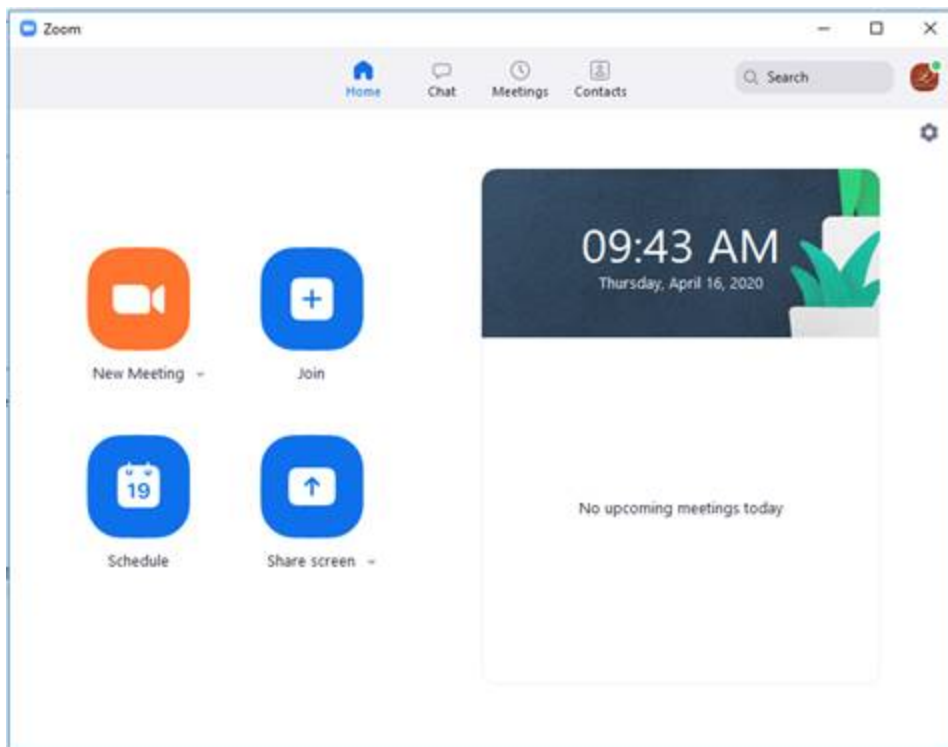 Zoom
Home
Chat
Meetings
Contacts
Search
09:43 AM
Thursday, April 16, 2020
New Meeting
Join
19
Schedule
Share screen
No upcoming meetings today